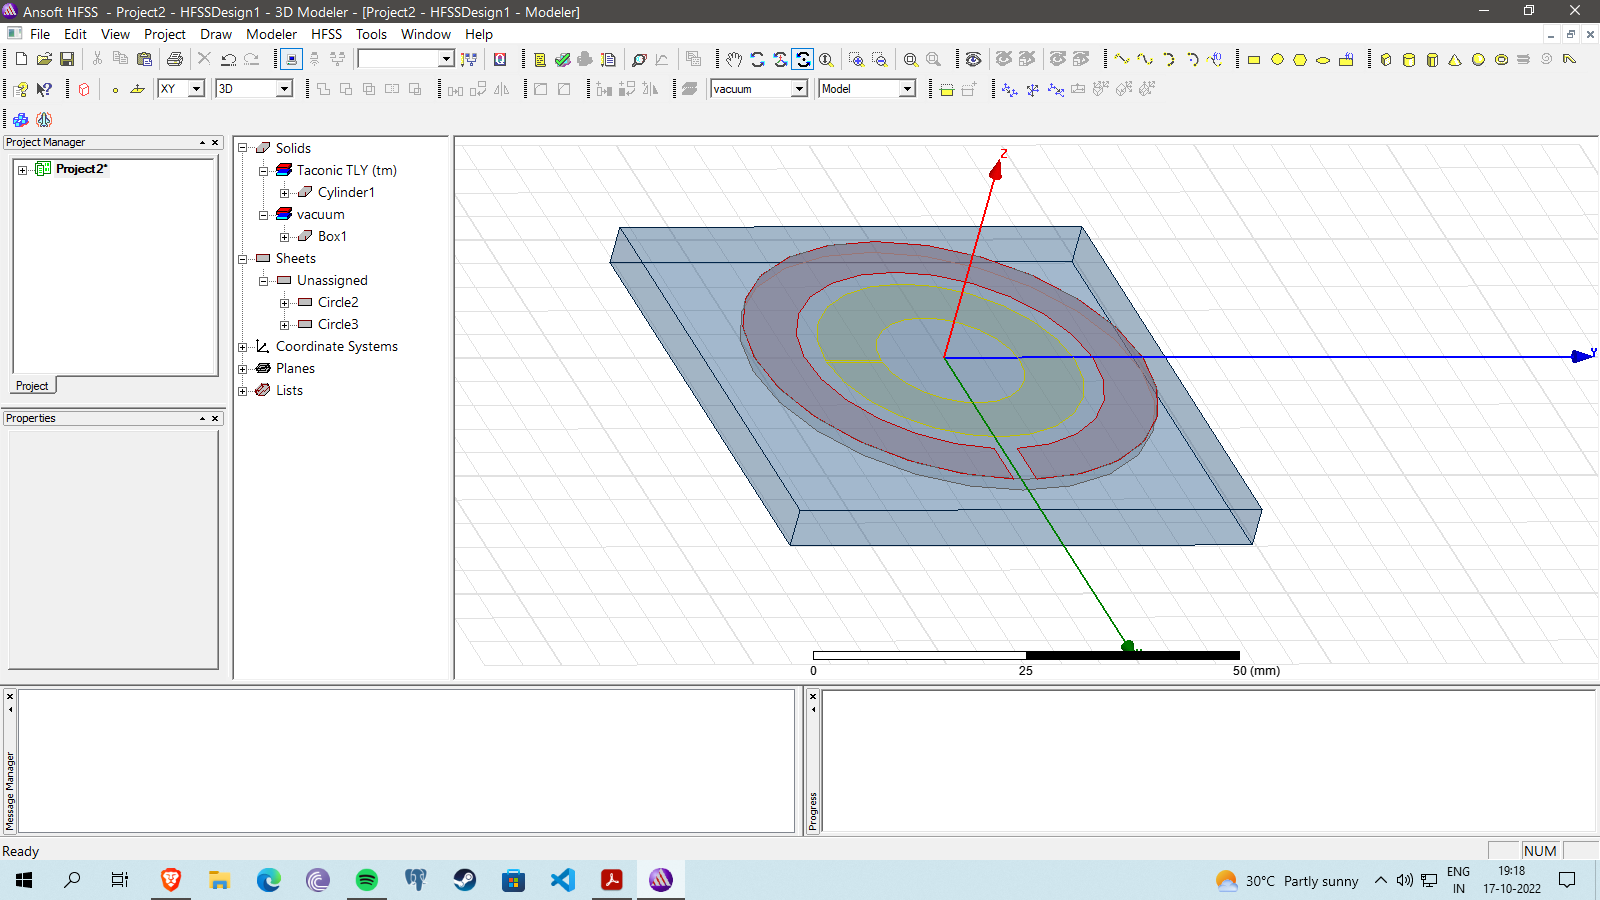 Ansoft HFSS - Project2 - HFSSDesign1 - 3D Modeler - [Project2 - HFSSDesign1 - Modeler]
File Edit View Project Draw Modeler HFSS Tools Window Help
XY 3D vacuum Model
Project Manager
Project2*
Project
Properties
Solids
Taconic TLY (tm)
Cylinder1
vacuum
Box1
Sheets
Unassigned
Circle2
Circle3
Coordinate Systems
Planes
Lists
Z
Y
0 25 50 (mm)
Message Manager
Progress
Ready
NUM
30°C Partly sunny
ENG
IN
19:18
17-10-2022